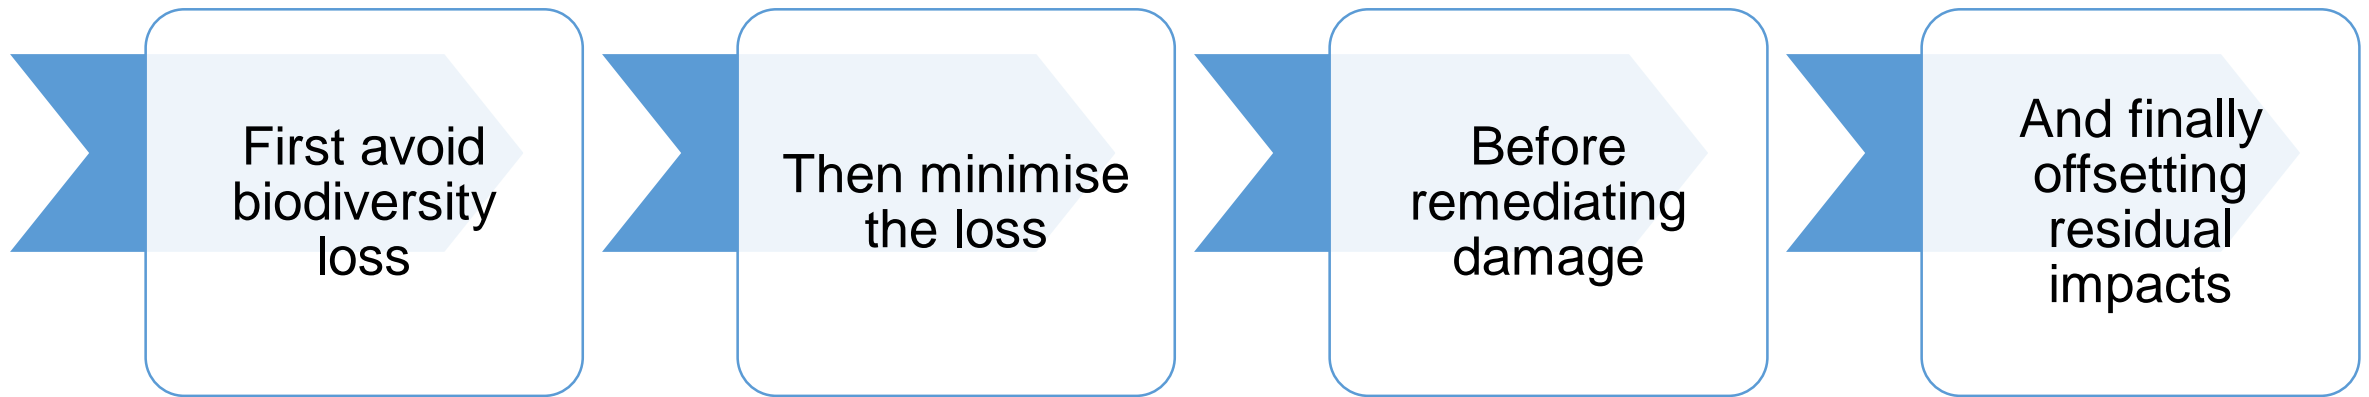 First avoid
biodiversity
loss
Then minimise
the loss
Before
remediating
damage
And finally
offsetting
residual
impacts